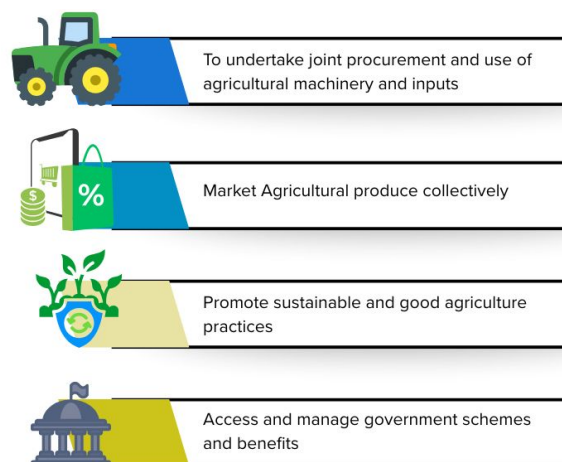 To undertake joint procurement and use of
agricultural machinery and inputs
$
%
Market Agricultural produce collectively
Promote sustainable and good agriculture
practices
Access and manage government schemes
and benefits